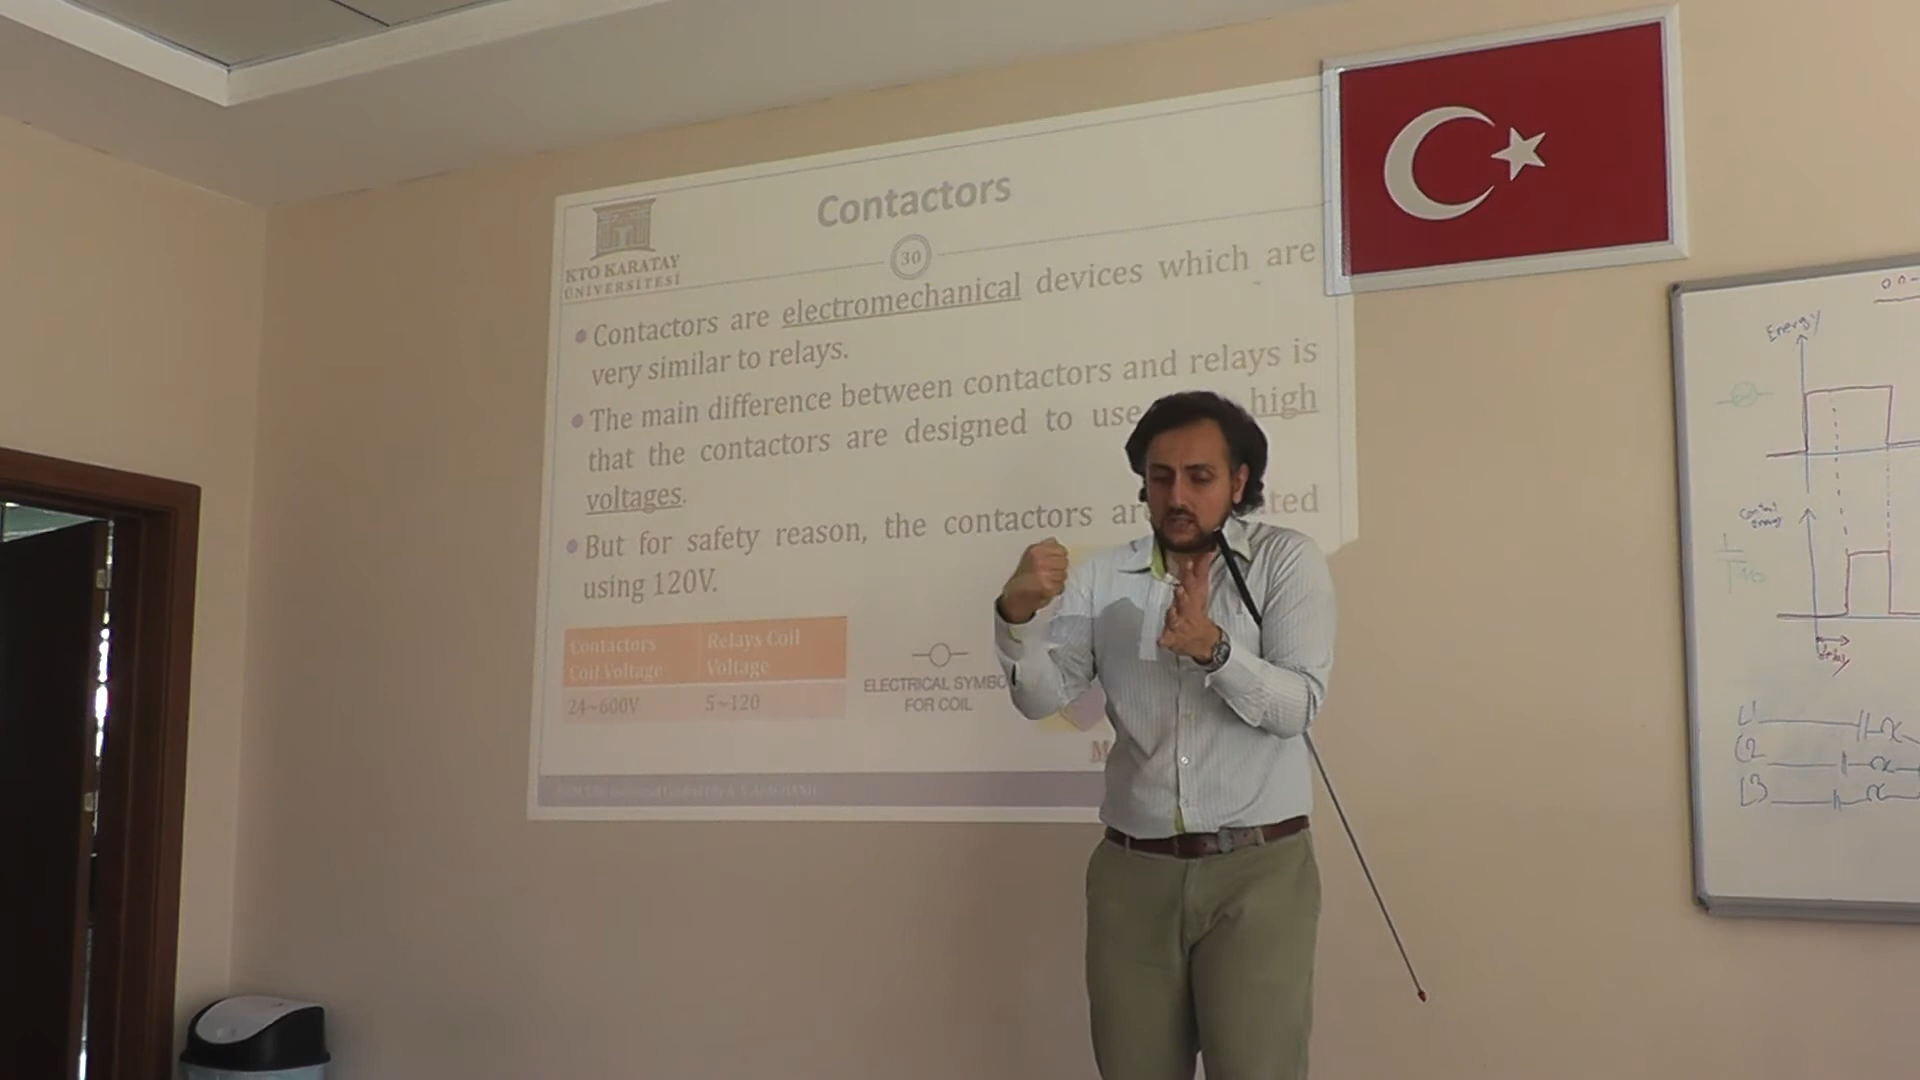 Contactors
30
KTO KARATAY
ÜNİVERSİTESİ
Contactors are electromechanical devices which are
very similar to relays.
The main difference between contactors and relays is
that the contactors are designed to use high
voltages.
But for safety reason, the contactors are
using 120V.
Contactors
Coil Voltage
Relays Coil
Voltage
24~600V
5~120
ELECTRICAL SYMBO
FOR COIL
M
on-
Energy
Control
Energy
delay
L1
L2
L3